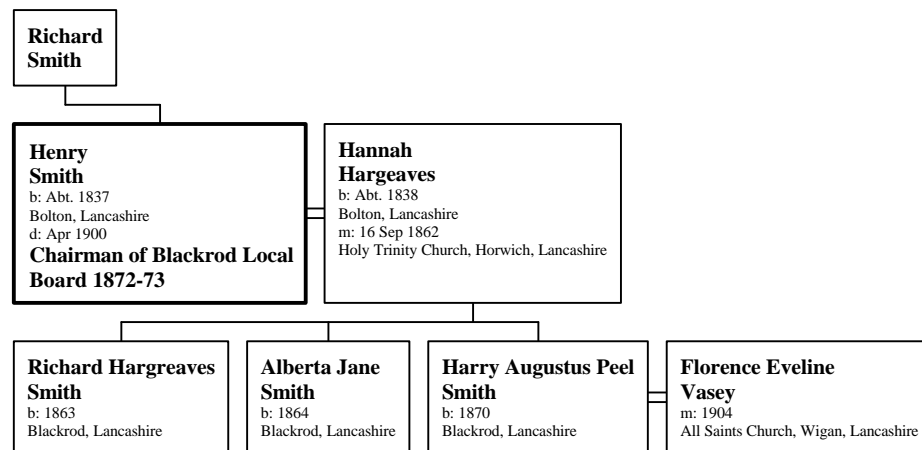 Richard
Smith
Henry
Smith
b: Abt. 1837
Bolton, Lancashire
d: Apr 1900
Chairman of Blackrod Local
Board 1872-73
Hannah
Hargeaves
b: Abt. 1838
Bolton, Lancashire
m: 16 Sep 1862
Holy Trinity Church, Horwich, Lancashire
Richard Hargreaves
Smith
b: 1863
Blackrod, Lancashire
Alberta Jane
Smith
b: 1864
Blackrod, Lancashire
Harry Augustus Peel
Smith
b: 1870
Blackrod, Lancashire
Florence Eveline
Vasey
m: 1904
All Saints Church, Wigan, Lancashire